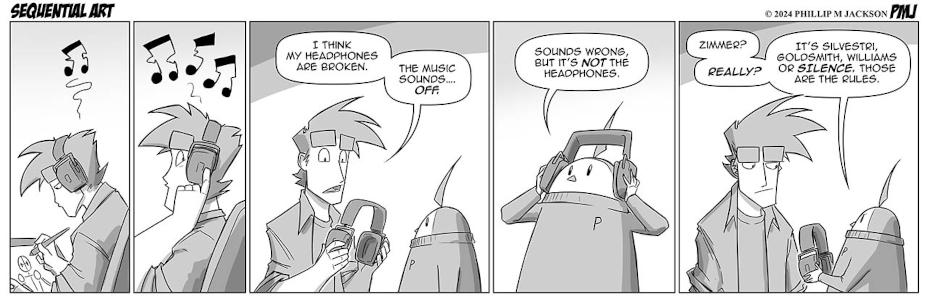 SEQUENTIAL ART
© 2024 PHILLIP M JACKSON PMJ
I THINK
MY HEADPHONES
ARE BROKEN.
THE MUSIC
SOUNDS....
OFF.
SOUNDS WRONG,
BUT IT'S NOT THE
HEADPHONES.
P
ZIMMER?
REALLY?
IT'S SILVESTRI,
GOLDSMITH, WILLIAMS
OR SILENCE. THOSE
ARE THE RULES.